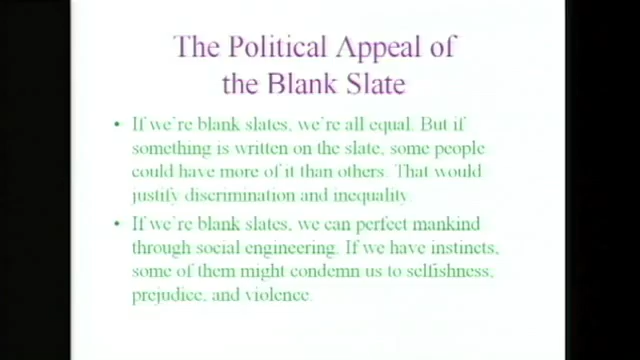 The Political Appeal of
the Blank Slate
• If we're blank slates, we're all equal. But if
something is written on the slate, some people
could have more of it than others. That would
justify discrimination and inequality.
• If we're blank slates, we can perfect mankind
through social engineering. If we have instincts,
some of them might condemn us to selfishness,
prejudice, and violence.